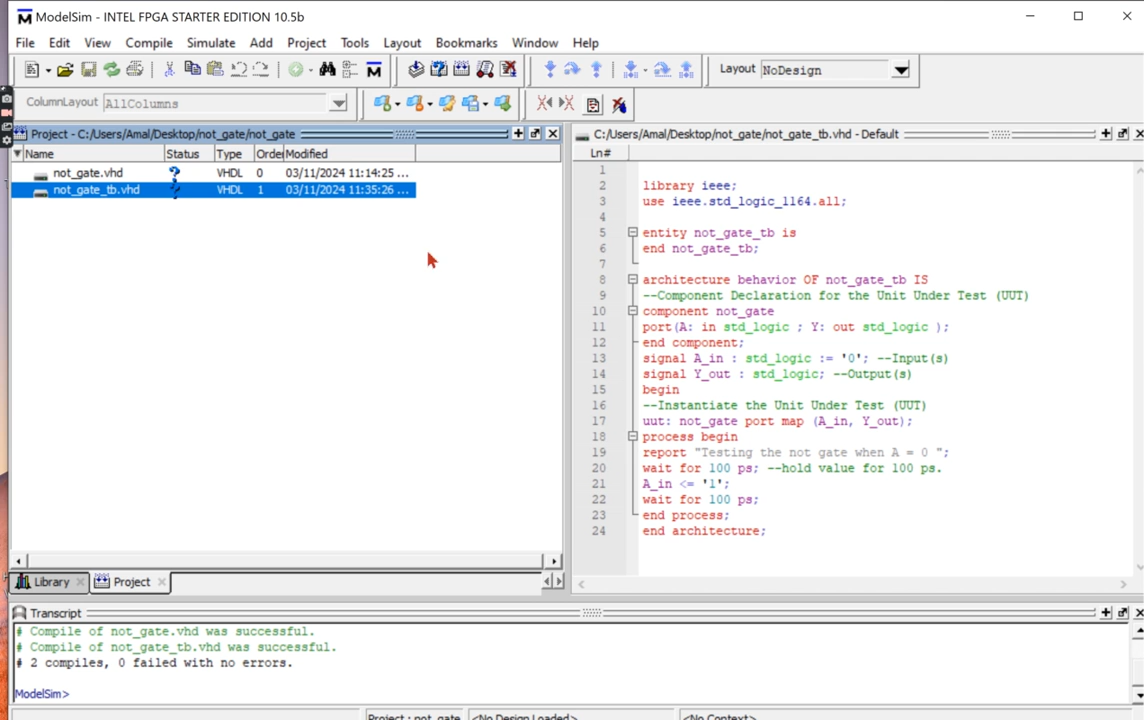 ModelSim - INTEL FPGA STARTER EDITION 10.5b
File Edit View Compile Simulate Add Project Tools Layout Bookmarks Window Help
Layout NoDesign
ColumnLayout AllColumns
Project - C:/Users/Amal/Desktop/not_gate/not_gate
Name Status Type Order Modified
not_gate.vhd ? VHDL 0 03/11/2024 11:14:25 ...
not_gate_tb.vhd ? VHDL 1 03/11/2024 11:35:26 ...
Library Project
C:/Users/Amal/Desktop/not_gate/not_gate_tb.vhd - Default
Ln#
1
2 library ieee;
3 use ieee.std_logic_1164.all;
4
5 entity not_gate_tb is
6 end not_gate_tb;
7
8 architecture behavior OF not_gate_tb IS
9 --Component Declaration for the Unit Under Test (UUT)
10 component not_gate
11 port(A: in std_logic ; Y: out std_logic );
12 end component;
13 signal A_in : std_logic := '0'; --Input(s)
14 signal Y_out : std_logic; --Output(s)
15 begin
16 --Instantiate the Unit Under Test (UUT)
17 uut: not_gate port map (A_in, Y_out);
18 process begin
19 report "Testing the not gate when A = 0 ";
20 wait for 100 ps; --hold value for 100 ps.
21 A_in <= '1';
22 wait for 100 ps;
23 end process;
24 end architecture;
Transcript
# Compile of not_gate.vhd was successful.
# Compile of not_gate_tb.vhd was successful.
# 2 compiles, 0 failed with no errors.
ModelSim>
Project : not_gate <No Design Loaded> <No Context>